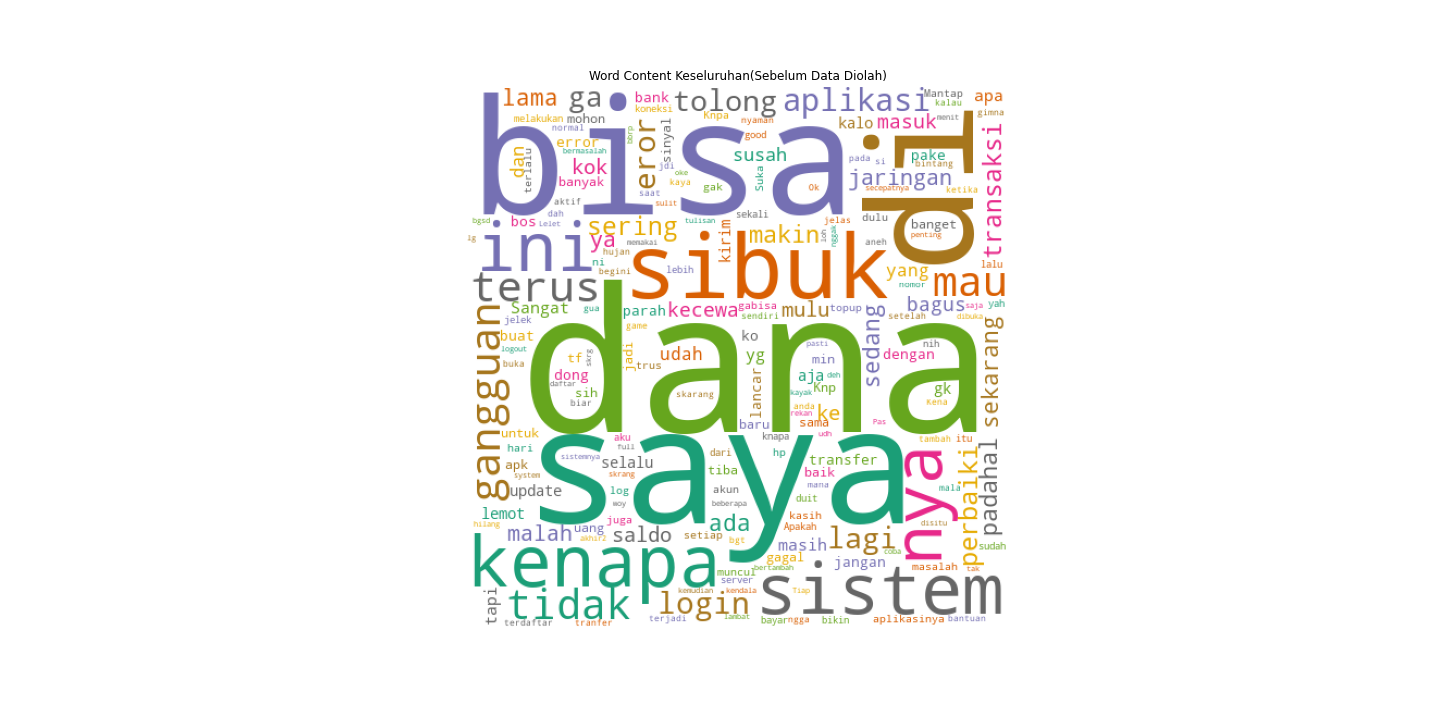 Word Content Keseluruhan(Sebelum Data Diolah)
bisa
di
dana
saya
sibuk
sistem
kenapa
nya
ini
terus
mau
gangguan
tidak
login
lagi
ada
lama
ga
bank
koneksi
tolong
aplikasi
Mantap
kalau
apa
gimna
melakukan
mohon
normal
error
bermasalah
dan
terlalu
kok
banyak
eror
bbrp
sinyal
Knpa
nyaman
good
susah
kalo
masuk
menit
jaringan
pada
si
pake
bintang
transaksi
jdi
oke
kaya
gak
Suka
Ok
secepatnya
ketika
aktif
saat
sulit
bgsd
bos
dah
Lelet
sering
tulisan
sekali
jelas
dulu
banget
penting
ig
ya
hujan
memakai
ni
begini
lebih
kirim
makin
loh
nggak
aneh
yang
lalu
nomor
Sangat
gua
parah
kecewa
gabisa
sendiri
mulu
topup
sedang
setelah
bagus
saja
yah
dibuka
jelek
buat
logout
buka
game
jadi
trus
tf
skrg
dong
daftar
sih
biar
udah
skarang
ko
yg
lancar
pasti
min
aja
deh
Knp
kayak
anda
rekan
ke
sama
baru
knapa
udh
nih
dengan
gk
Kena
Pas
sekarang
untuk
hari
apk
system
update
aku
full
sistemnya
selalu
skrang
log
woy
dari
tiba
hp
transfer
baik
mana
akun
beberapa
duit
tambah
itu
mala
perbaiki
padahal
lemot
hilang
malah
uang
akhir2
juga
saldo
setiap
bgt
kasih
Apakah
masih
gagal
bertambah
muncul
server
jangan
coba
disitu
sudah
masalah
tak
tapi
terdaftar
tranfer
kemudian
kendala
terjadi
lambat
Tiap
bayar
ngga
bikin
aplikasinya
bantuan